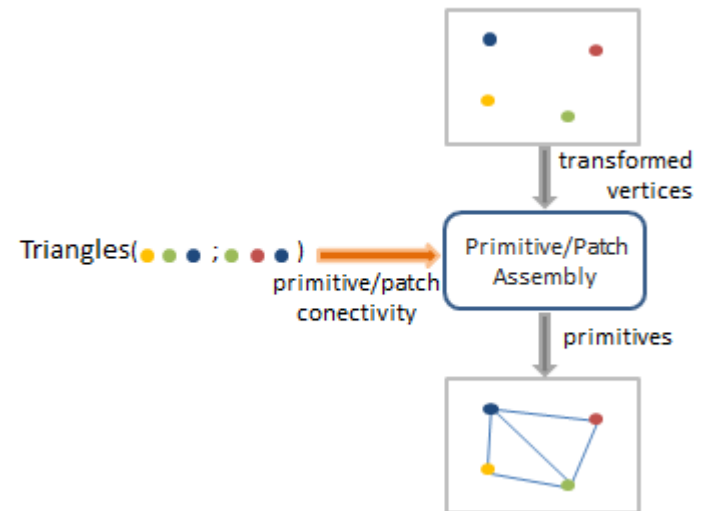 transformed
vertices
Triangles( ; )
primitive/patch
conectivity
Primitive/Patch
Assembly
primitives